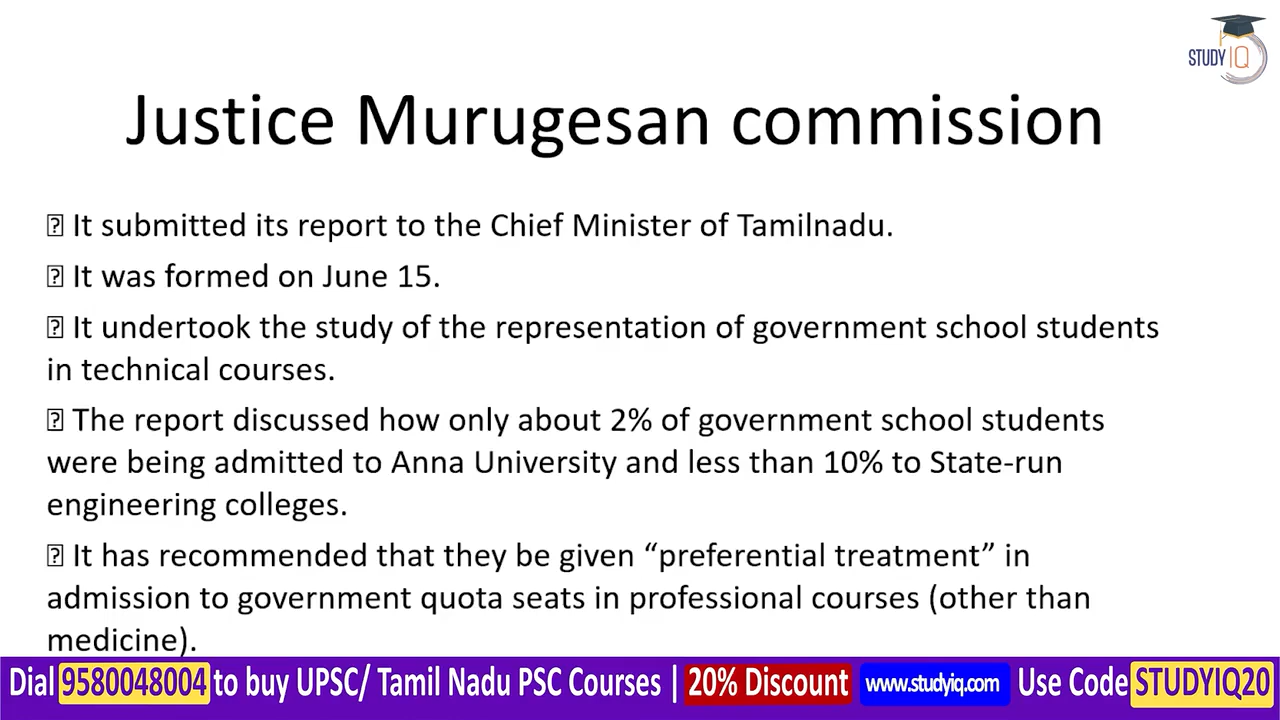 STUDY IQ
Justice Murugesan commission
⍰ It submitted its report to the Chief Minister of Tamilnadu.
⍰ It was formed on June 15.
⍰ It undertook the study of the representation of government school students
in technical courses.
⍰ The report discussed how only about 2% of government school students
were being admitted to Anna University and less than 10% to State-run
engineering colleges.
⍰ It has recommended that they be given “preferential treatment” in
admission to government quota seats in professional courses (other than
medicine).
Dial 9580048004 to buy UPSC/ Tamil Nadu PSC Courses | 20% Discount www.studyiq.com Use Code STUDYIQ20